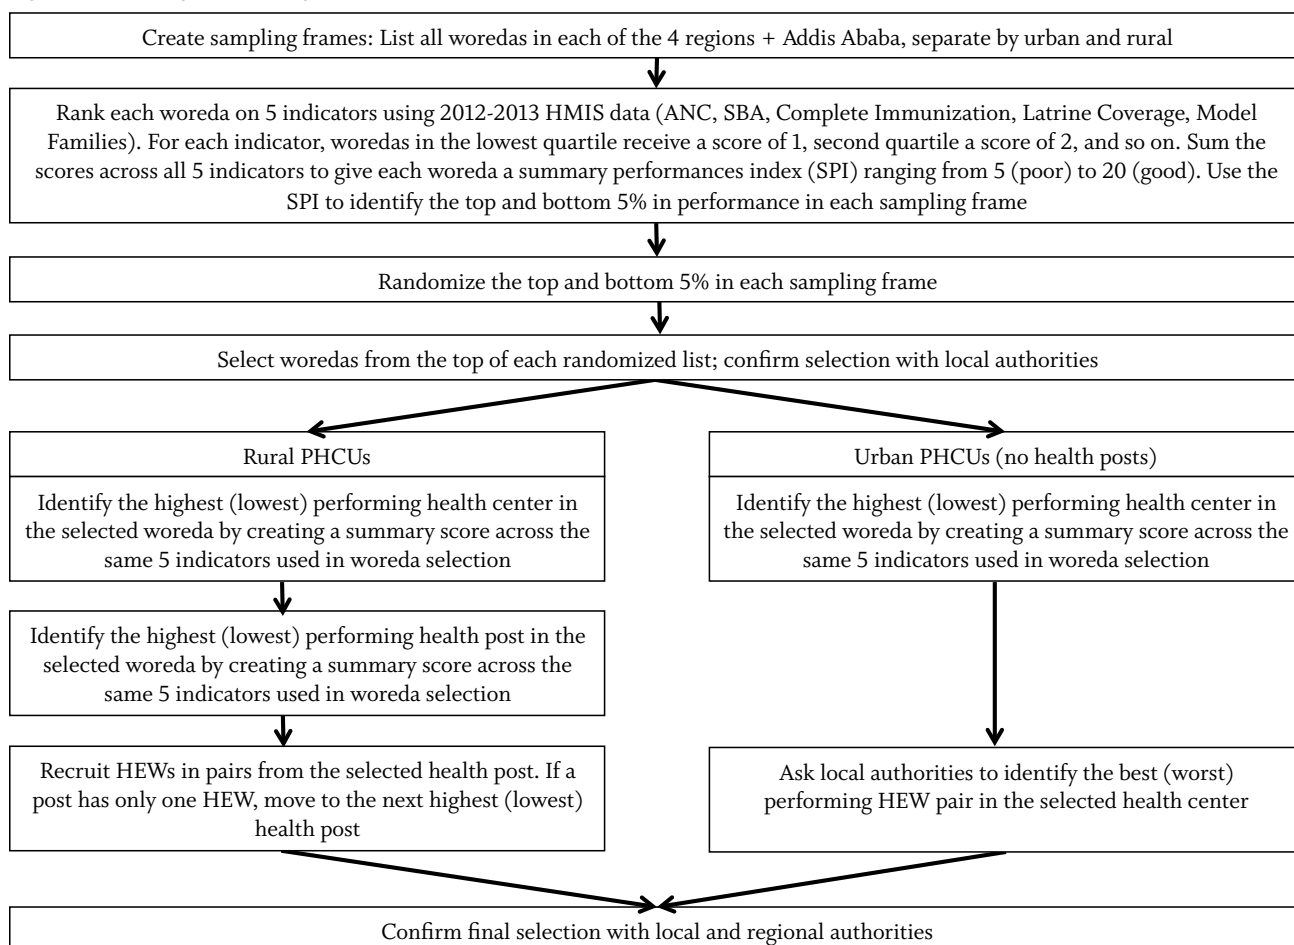 Create sampling frames: List all woredas in each of the 4 regions + Addis Ababa, separate by urban and rural
Rank each woreda on 5 indicators using 2012-2013 HMIS data (ANC, SBA, Complete Immunization, Latrine Coverage, Model
Families). For each indicator, woredas in the lowest quartile receive a score of 1, second quartile a score of 2, and so on. Sum the
scores across all 5 indicators to give each woreda a summary performances index (SPI) ranging from 5 (poor) to 20 (good). Use the
SPI to identify the top and bottom 5% in performance in each sampling frame
Randomize the top and bottom 5% in each sampling frame
Select woredas from the top of each randomized list; confirm selection with local authorities
Rural PHCUs
Identify the highest (lowest) performing health center in
the selected woreda by creating a summary score across the
same 5 indicators used in woreda selection
Identify the highest (lowest) performing health post in the
selected woreda by creating a summary score across the
same 5 indicators used in woreda selection
Recruit HEWs in pairs from the selected health post. If a
post has only one HEW, move to the next highest (lowest)
health post
Urban PHCUs (no health posts)
Identify the highest (lowest) performing health center in
the selected woreda by creating a summary score across the
same 5 indicators used in woreda selection
Ask local authorities to identify the best (worst)
performing HEW pair in the selected health center
Confirm final selection with local and regional authorities